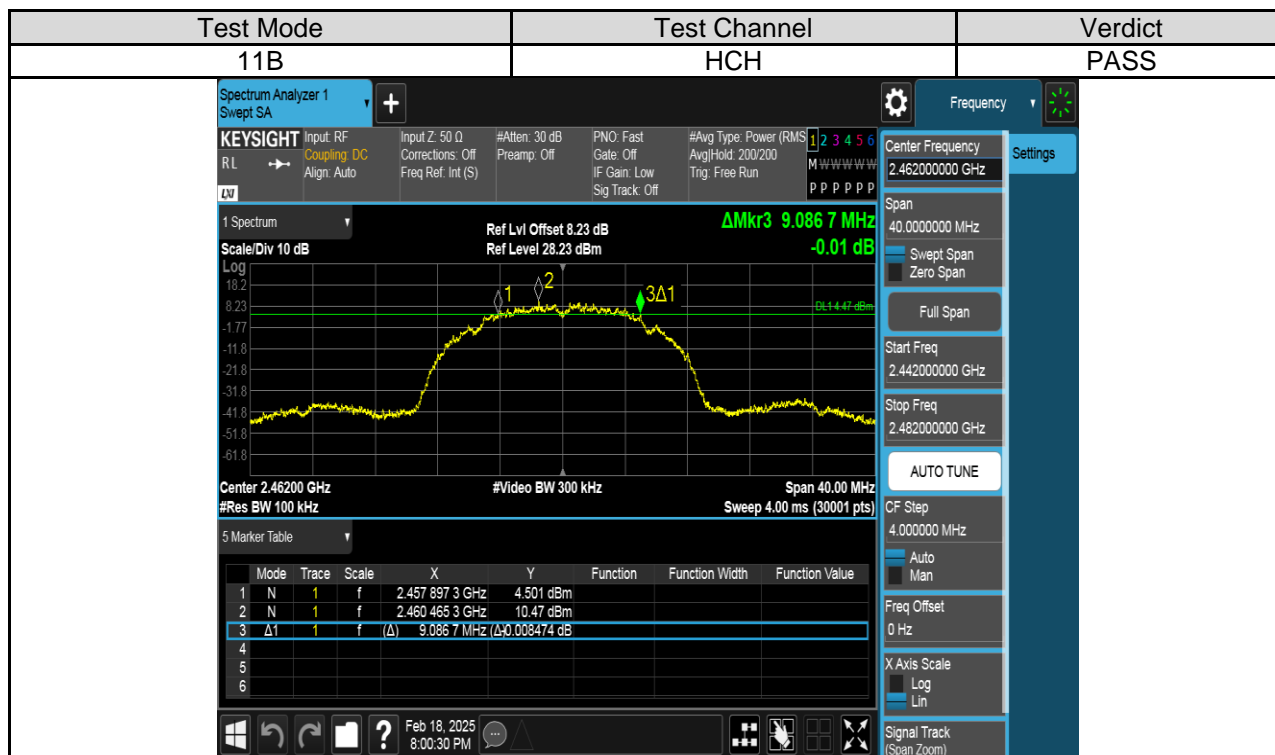 Test Mode Test Channel Verdict
11B HCH PASS
Spectrum Analyzer 1
Swept SA
+
Frequency
KEYSIGHT Input: RF Input Z: 50 Ω #Atten: 30 dB PNO: Fast #Avg Type: Power (RMS 1 2 3 4 5 6
RL Coupling: DC Corrections: Off Preamp: Off Gate: Off Avg|Hold: 200/200 M W W W W W
Align: Auto Freq Ref: Int (S) IF Gain: Low Trig: Free Run
LXI Sig Track: Off P P P P P P
1 Spectrum
Ref Lvl Offset 8.23 dB
ΔMkr3 9.086 7 MHz
Scale/Div 10 dB Ref Level 28.23 dBm -0.01 dB
Log
18.2
8.23
-1.77
-11.8
-21.8
-31.8
-41.8
-51.8
-61.8
1
2
3Δ1
DL1 4.47 dBm
Center 2.46200 GHz #Video BW 300 kHz Span 40.00 MHz
#Res BW 100 kHz Sweep 4.00 ms (30001 pts)
5 Marker Table
Mode Trace Scale X Y Function Function Width Function Value
1 N 1 f 2.457 897 3 GHz 4.501 dBm
2 N 1 f 2.460 465 3 GHz 10.47 dBm
3 Δ1 1 f (Δ) 9.086 7 MHz (Δ) -0.008474 dB
4
5
6
?
Feb 18, 2025
8:00:30 PM
Center Frequency
2.462000000 GHz
Settings
Span
40.0000000 MHz
Swept Span
Zero Span
Full Span
Start Freq
2.442000000 GHz
Stop Freq
2.482000000 GHz
AUTO TUNE
CF Step
4.000000 MHz
Auto
Man
Freq Offset
0 Hz
X Axis Scale
Log
Lin
Signal Track
(Span Zoom)